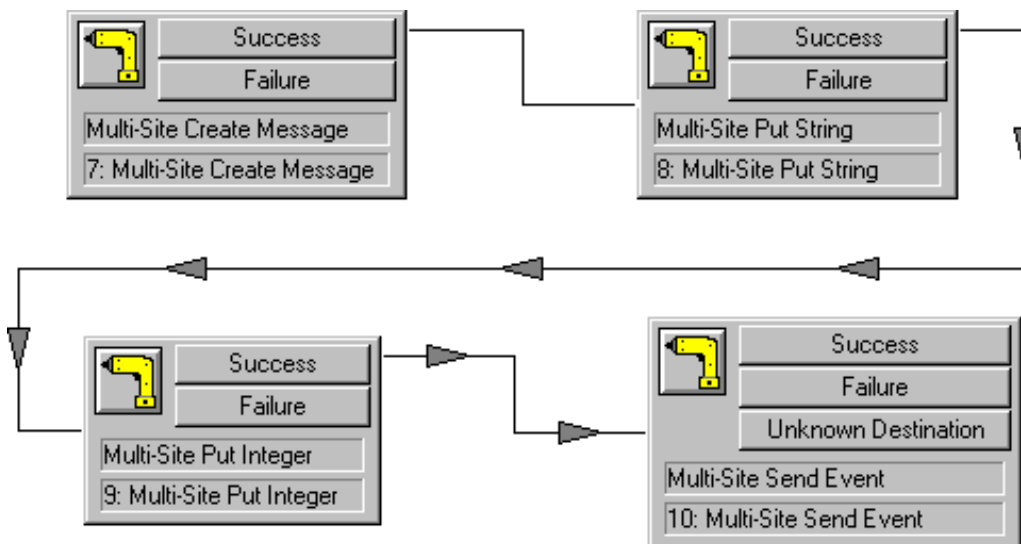 Success
Failure
Multi-Site Create Message
7: Multi-Site Create Message
Success
Failure
Multi-Site Put String
8: Multi-Site Put String
Success
Failure
Multi-Site Put Integer
9: Multi-Site Put Integer
Success
Failure
Unknown Destination
Multi-Site Send Event
10: Multi-Site Send Event